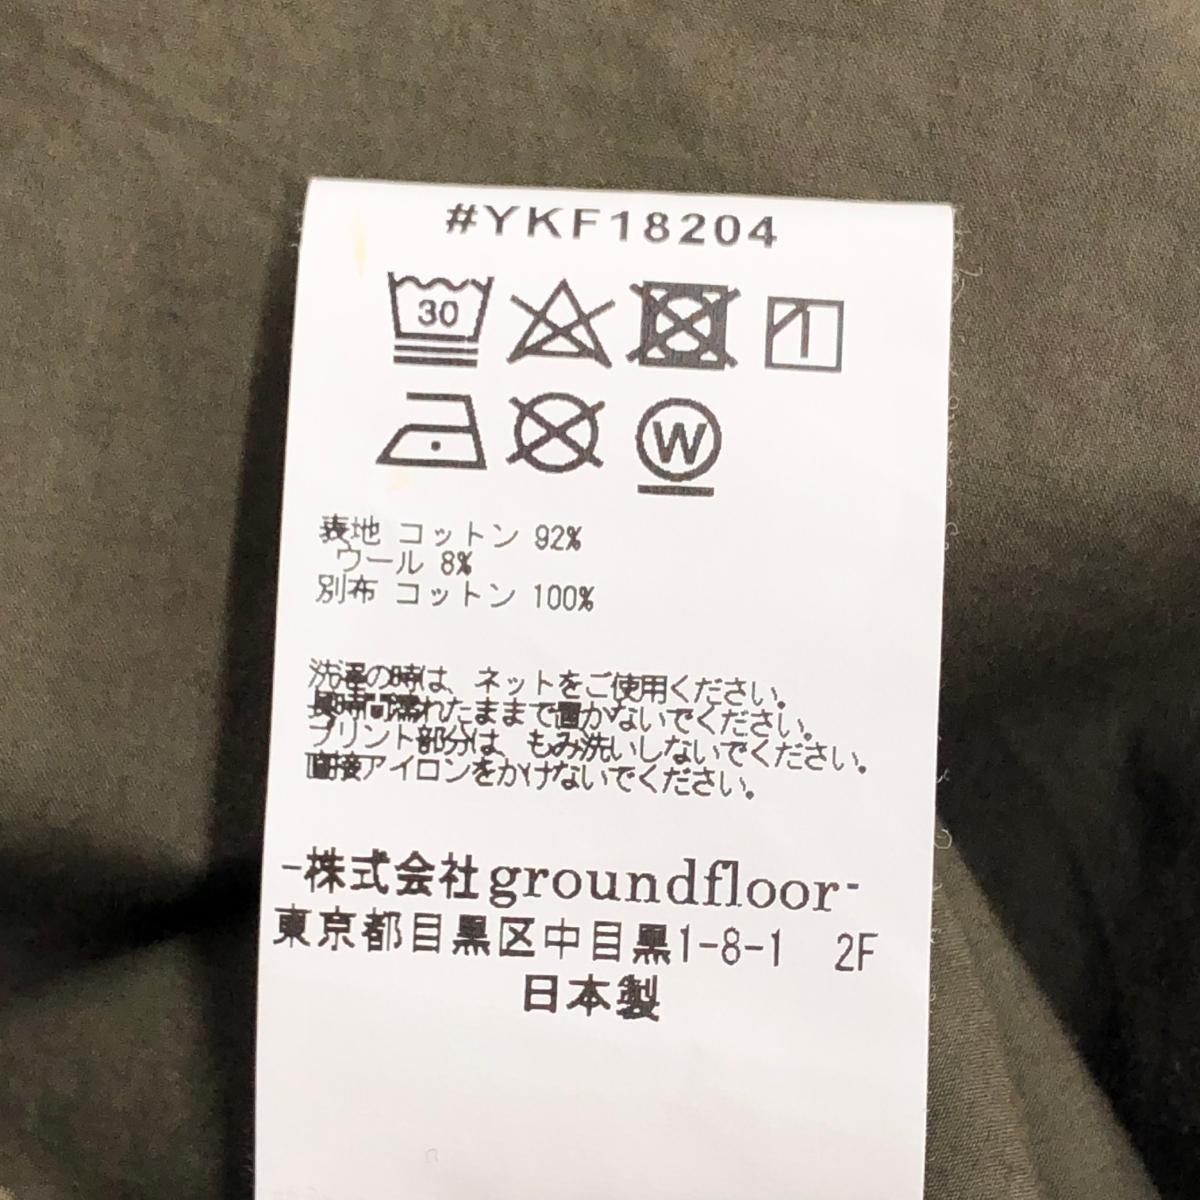 #YKF18204
30
W
表地 コットン 92%
ウール 8%
別布 コットン 100%
洗濯の時は、ネットをご使用ください。
長時間濡れたままで置かないでください。
プリント部分は、もみ洗いしないでください。
直接アイロンをかけないでください。
-株式会社groundfloor-
東京都目黒区中目黒1-8-1 2F
日本製